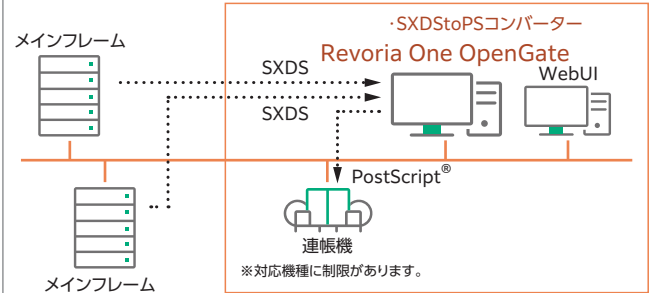 ・SXDStoPSコンバーター
メインフレーム
Revoria One OpenGate
SXDS
WebUI
SXDS
PostScript®
連帳機
※対応機種に制限があります。
メインフレーム